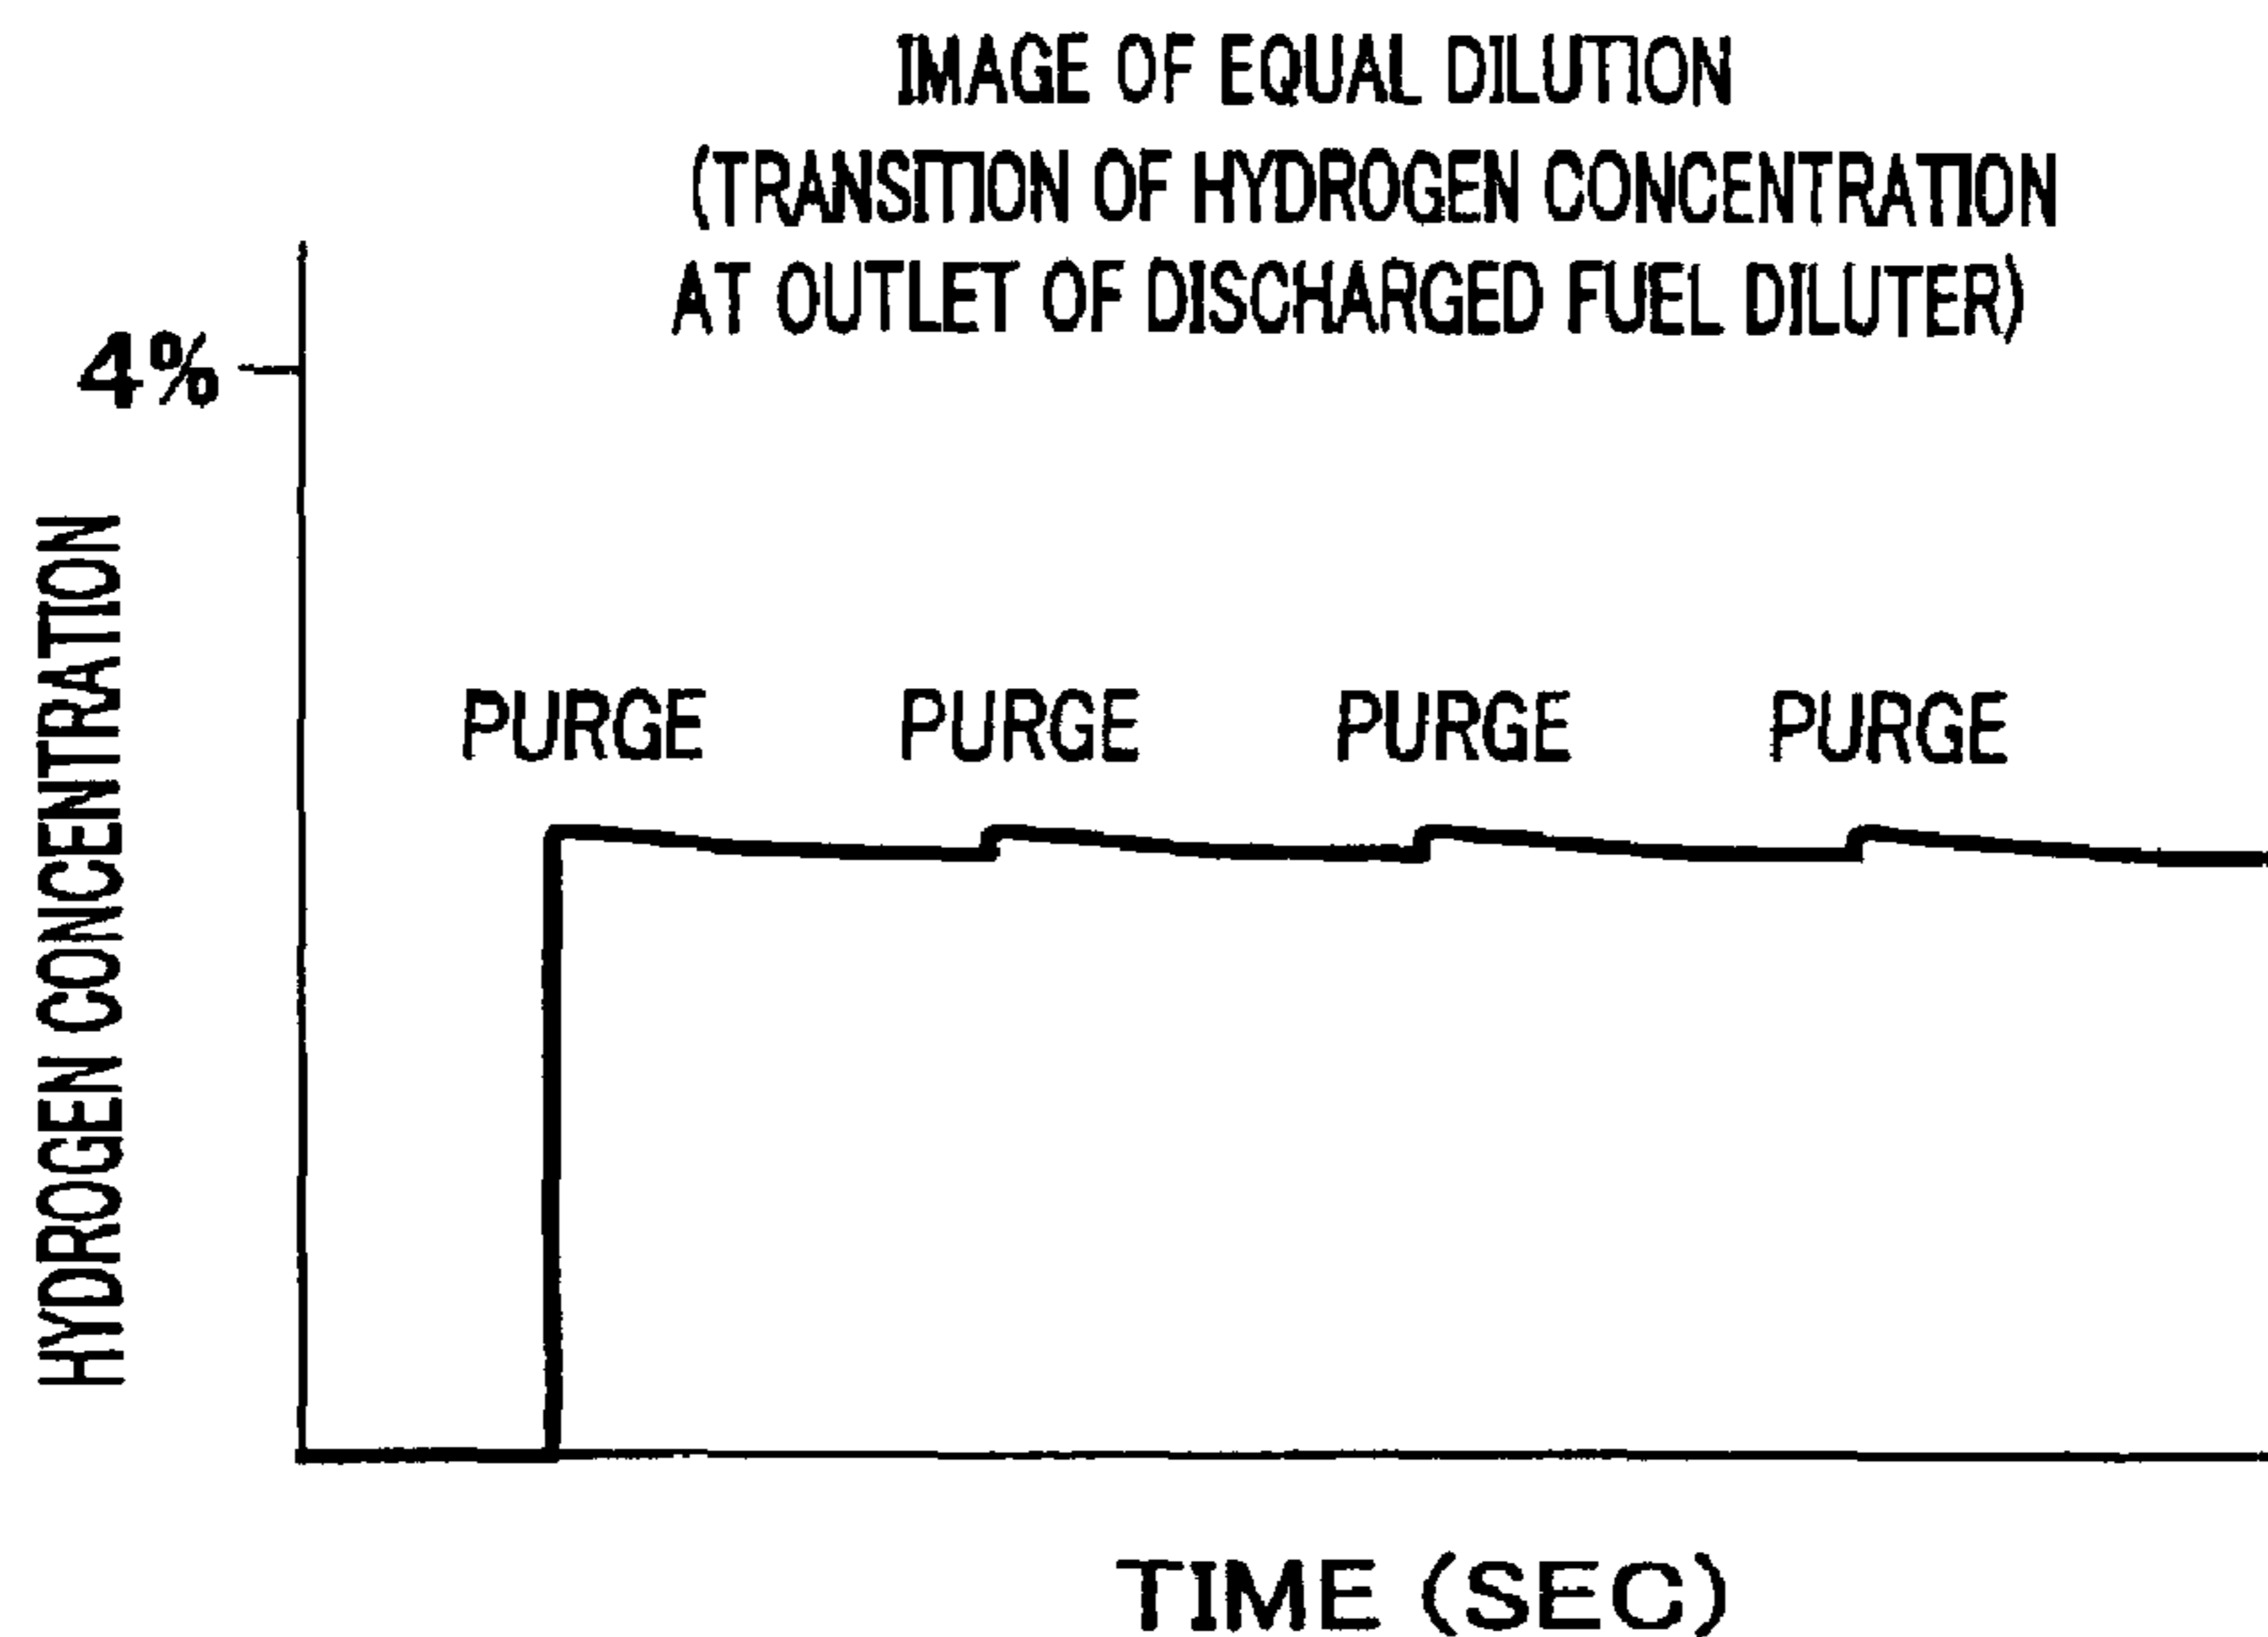 IMAGE OF EQUAL DILUTION
(TRANSITION OF HYDROGEN CONCENTRATION
AT OUTLET OF DISCHARGED FUEL DILUTER)
4%
HYDROGEN CONCENTRATION
PURGE PURGE PURGE PURGE
TIME (SEC)